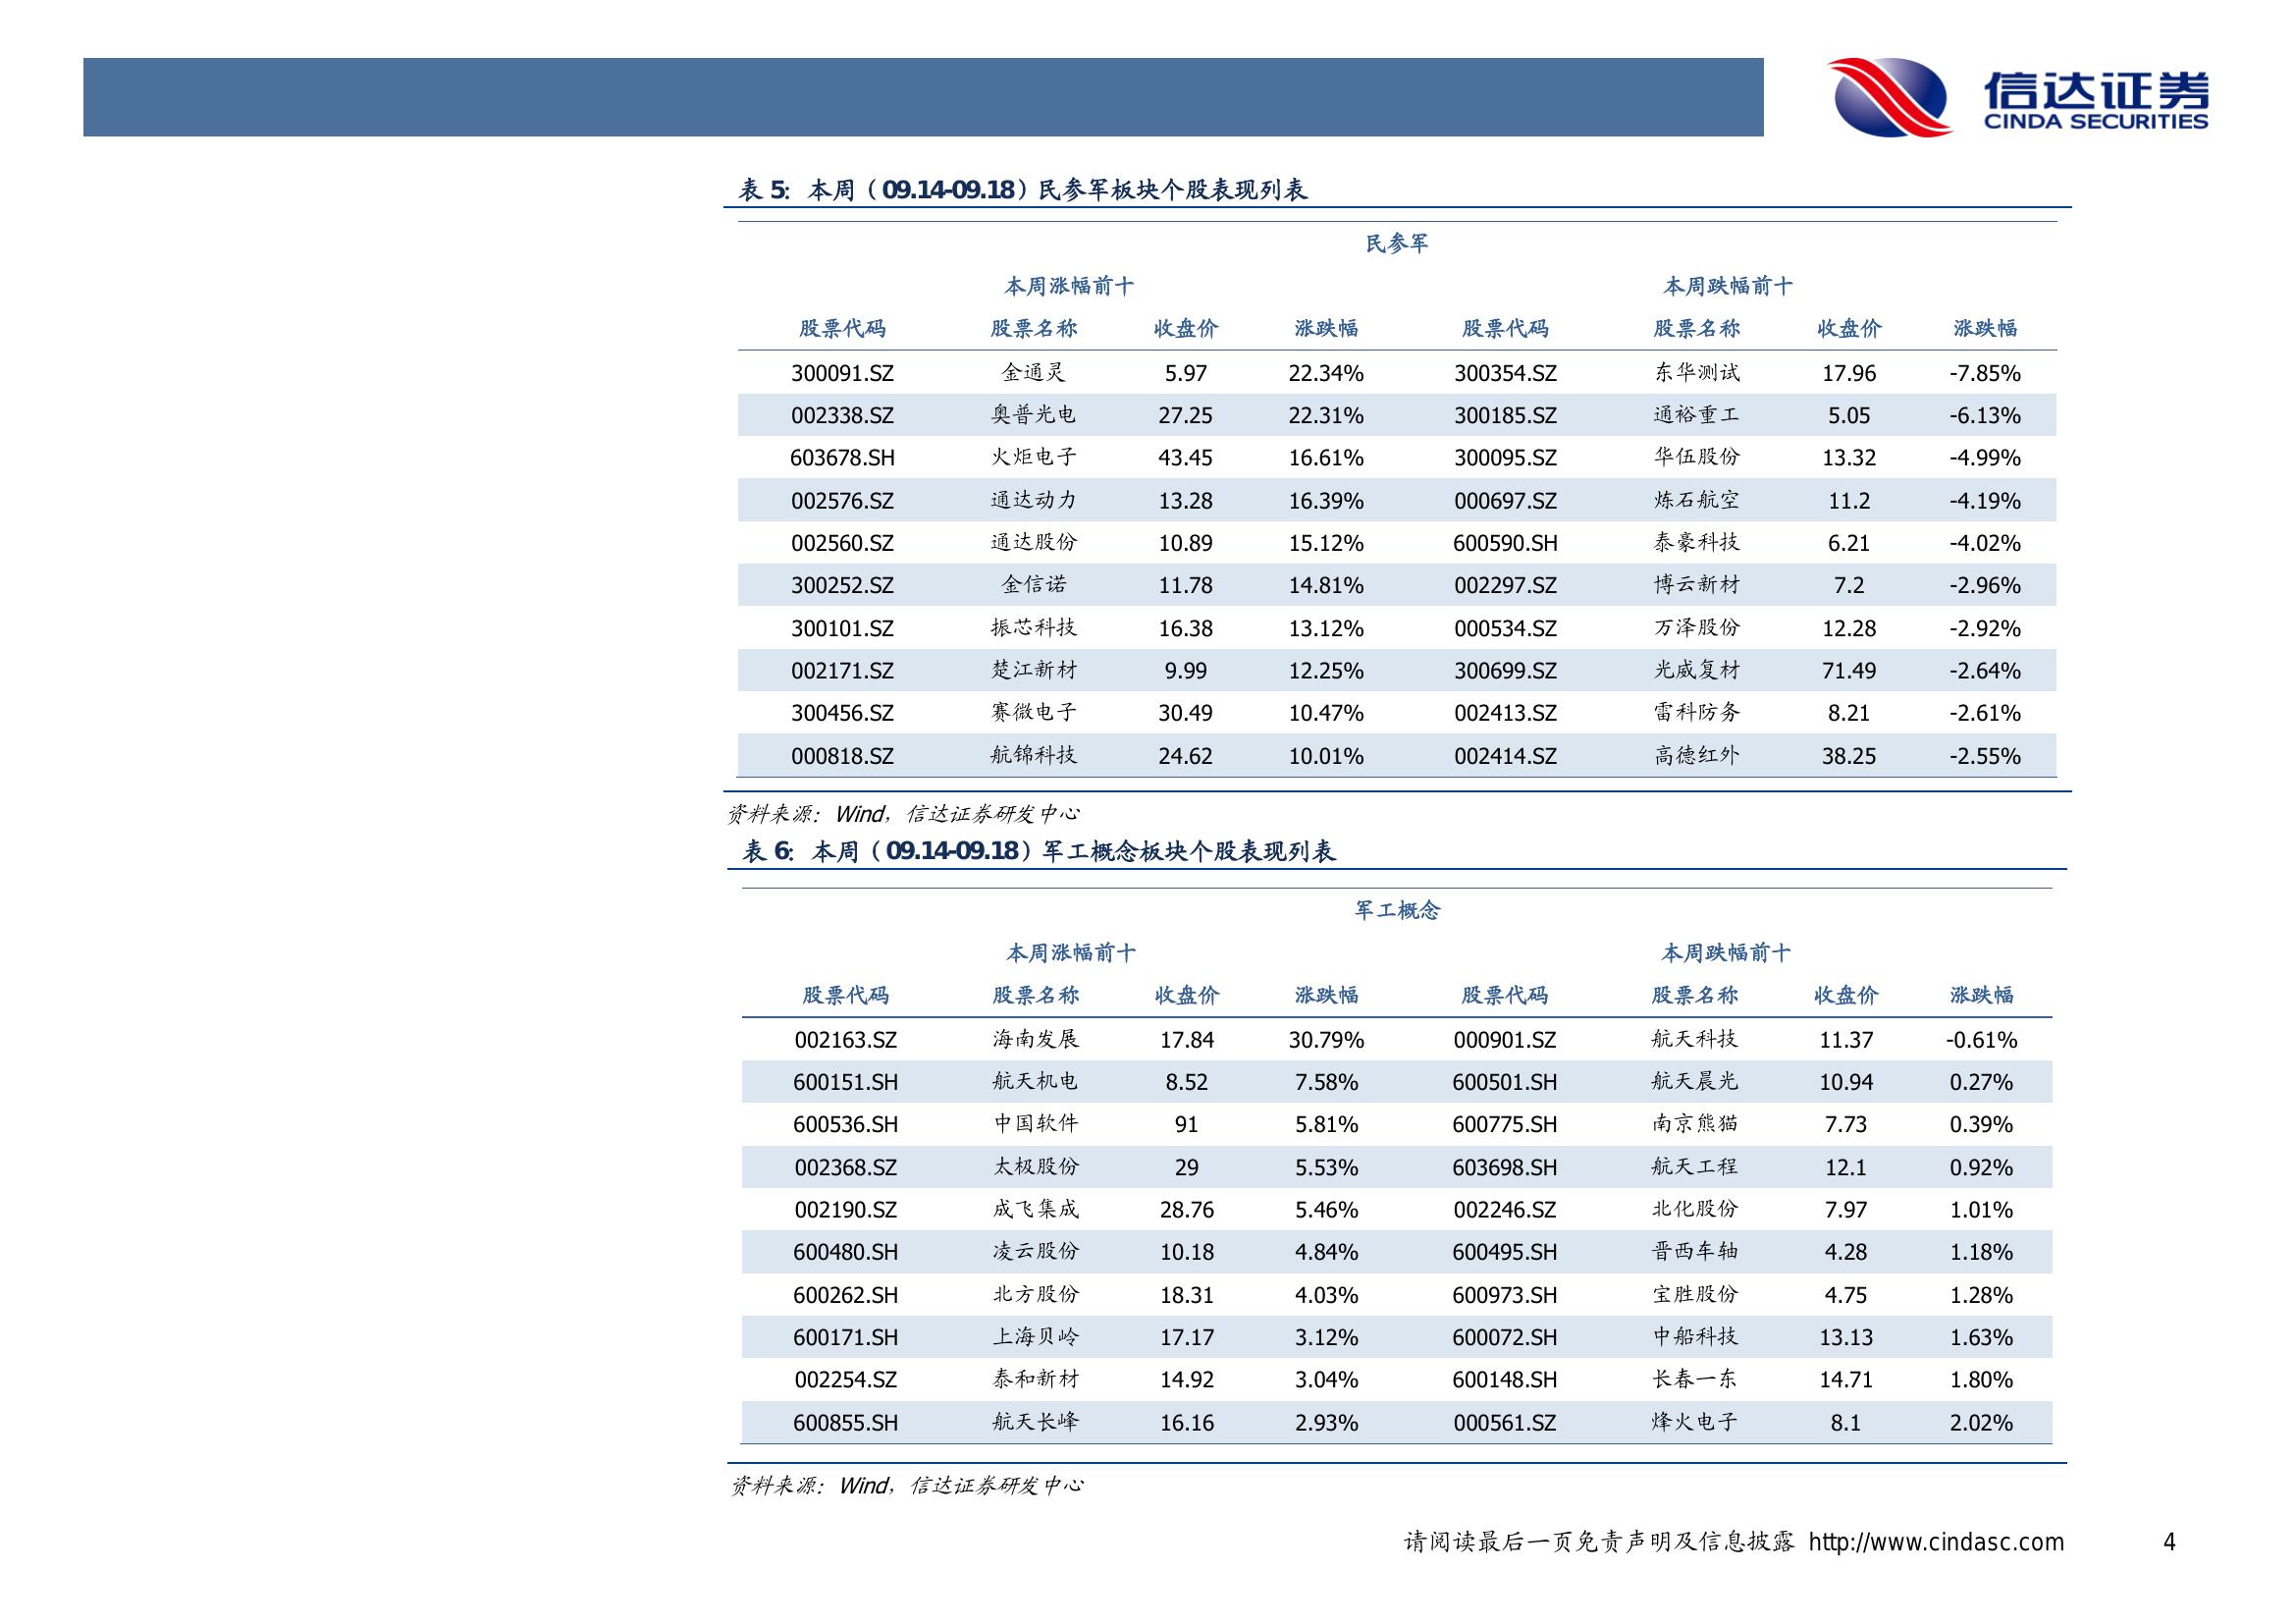 信达证券
CINDA SECURITIES
表 5：本周（09.14-09.18）民参军板块个股表现列表
民参军
本周涨幅前十 本周跌幅前十
股票代码 股票名称 收盘价 涨跌幅 股票代码 股票名称 收盘价 涨跌幅
300091.SZ 金通灵 5.97 22.34% 300354.SZ 东华测试 17.96 -7.85%
002338.SZ 奥普光电 27.25 22.31% 300185.SZ 通裕重工 5.05 -6.13%
603678.SH 火炬电子 43.45 16.61% 300095.SZ 华伍股份 13.32 -4.99%
002576.SZ 通达动力 13.28 16.39% 000697.SZ 炼石航空 11.2 -4.19%
002560.SZ 通达股份 10.89 15.12% 600590.SH 泰豪科技 6.21 -4.02%
300252.SZ 金信诺 11.78 14.81% 002297.SZ 博云新材 7.2 -2.96%
300101.SZ 振芯科技 16.38 13.12% 000534.SZ 万泽股份 12.28 -2.92%
002171.SZ 楚江新材 9.99 12.25% 300699.SZ 光威复材 71.49 -2.64%
300456.SZ 赛微电子 30.49 10.47% 002413.SZ 雷科防务 8.21 -2.61%
000818.SZ 航锦科技 24.62 10.01% 002414.SZ 高德红外 38.25 -2.55%
资料来源：Wind，信达证券研发中心
表 6：本周（09.14-09.18）军工概念板块个股表现列表
军工概念
本周涨幅前十 本周跌幅前十
股票代码 股票名称 收盘价 涨跌幅 股票代码 股票名称 收盘价 涨跌幅
002163.SZ 海南发展 17.84 30.79% 000901.SZ 航天科技 11.37 -0.61%
600151.SH 航天机电 8.52 7.58% 600501.SH 航天晨光 10.94 0.27%
600536.SH 中国软件 91 5.81% 600775.SH 南京熊猫 7.73 0.39%
002368.SZ 太极股份 29 5.53% 603698.SH 航天工程 12.1 0.92%
002190.SZ 成飞集成 28.76 5.46% 002246.SZ 北化股份 7.97 1.01%
600480.SH 凌云股份 10.18 4.84% 600495.SH 晋西车轴 4.28 1.18%
600262.SH 北方股份 18.31 4.03% 600973.SH 宝胜股份 4.75 1.28%
600171.SH 上海贝岭 17.17 3.12% 600072.SH 中船科技 13.13 1.63%
002254.SZ 泰和新材 14.92 3.04% 600148.SH 长春一东 14.71 1.80%
600855.SH 航天长峰 16.16 2.93% 000561.SZ 烽火电子 8.1 2.02%
资料来源：Wind，信达证券研发中心
请阅读最后一页免责声明及信息披露 http://www.cindasc.com 4